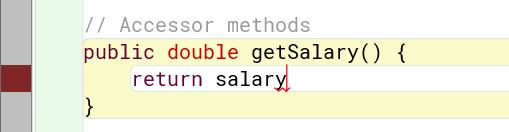 // Accessor methods
public double getSalary() {
return salary
}